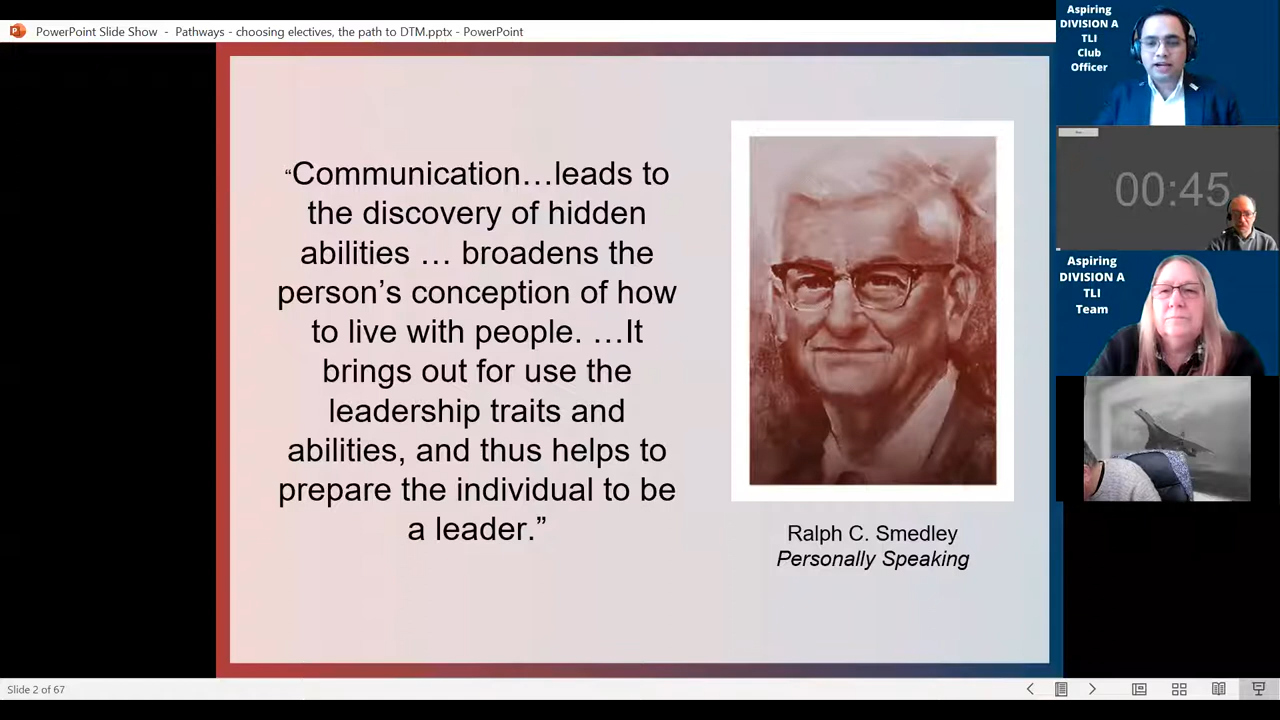 PowerPoint Slide Show - Pathways - choosing electives, the path to DTM.pptx - PowerPoint
“Communication…leads to
the discovery of hidden
abilities … broadens the
person’s conception of how
to live with people. …It
brings out for use the
leadership traits and
abilities, and thus helps to
prepare the individual to be
a leader.”
Ralph C. Smedley
Personally Speaking
Aspiring
DIVISION A
TLI
Club
Officer
00:45
Aspiring
DIVISION A
TLI
Team
Slide 2 of 67